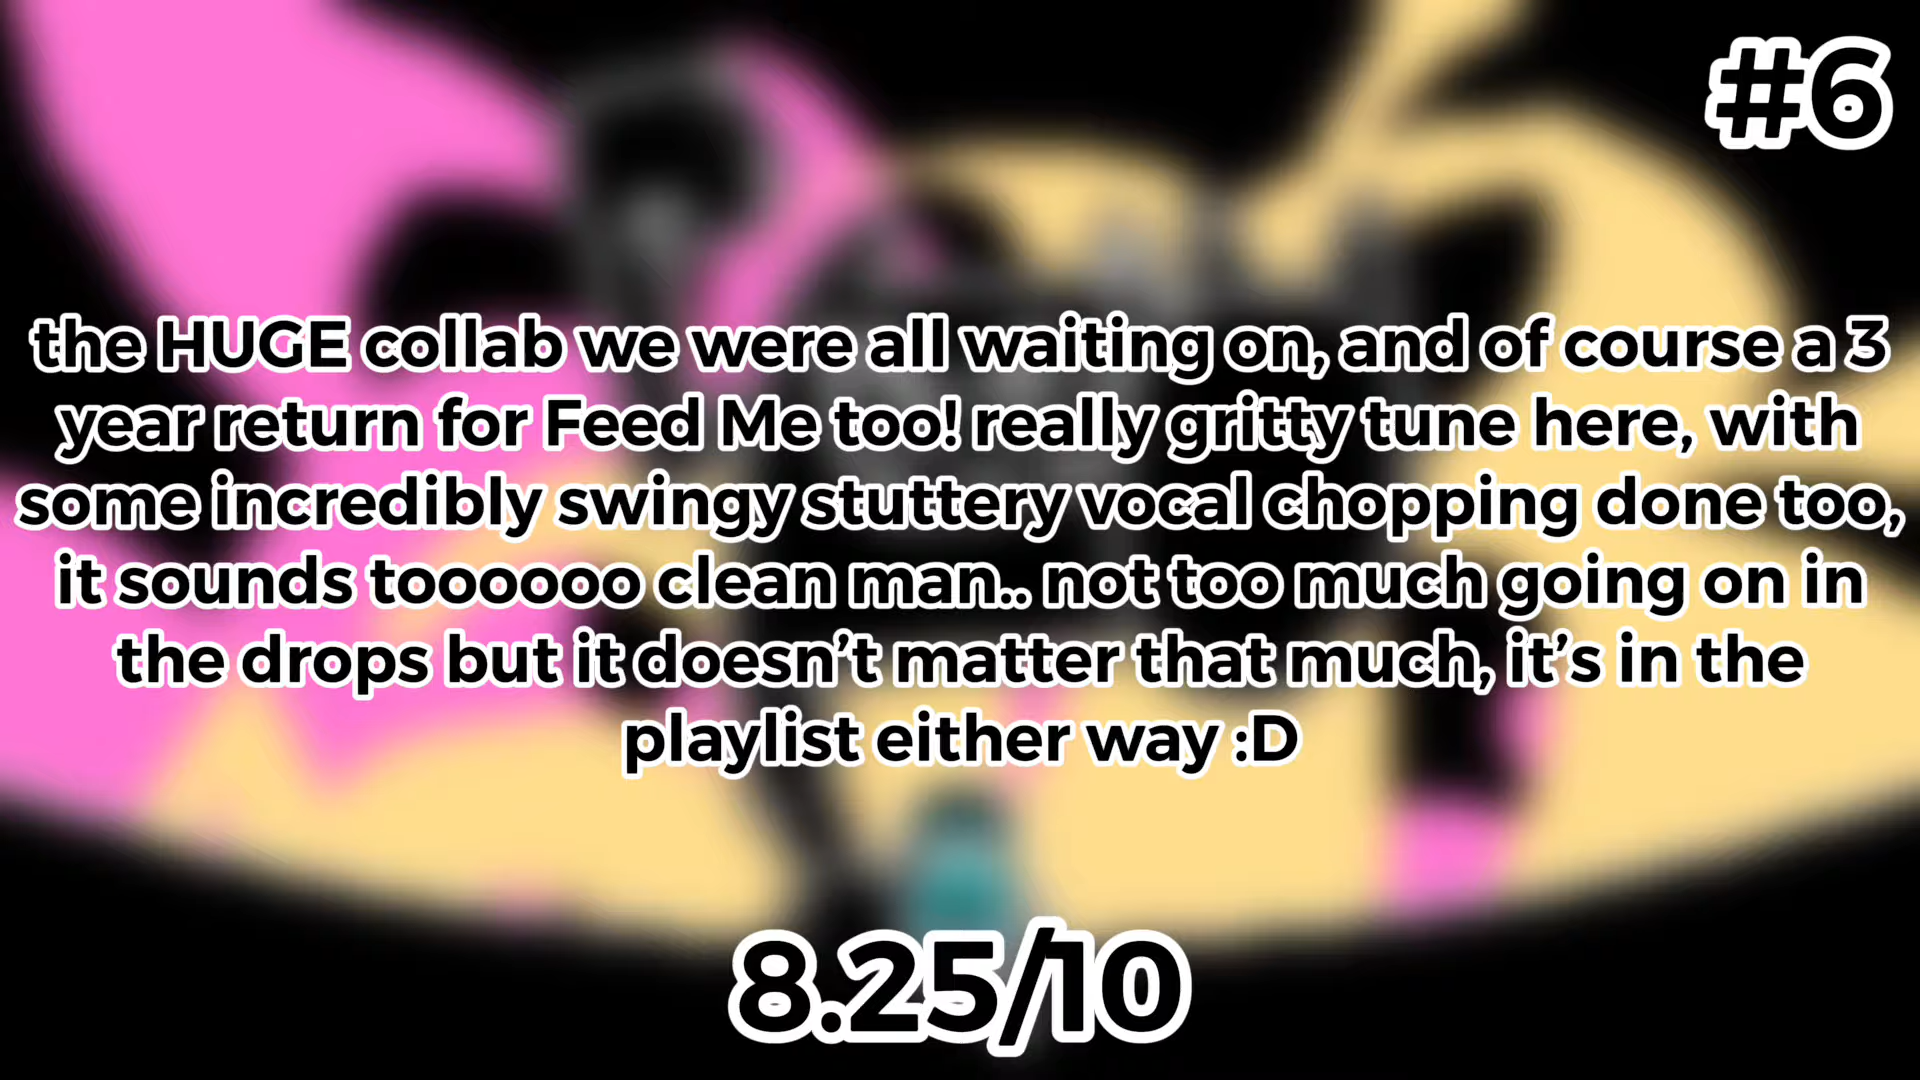 #6
the HUGE collab we were all waiting on, and of course a 3
year return for Feed Me too! really gritty tune here, with
some incredibly swingy stuttery vocal chopping done too,
it sounds toooooo clean man.. not too much going on in
the drops but it doesn’t matter that much, it’s in the
playlist either way :D
8.25/10